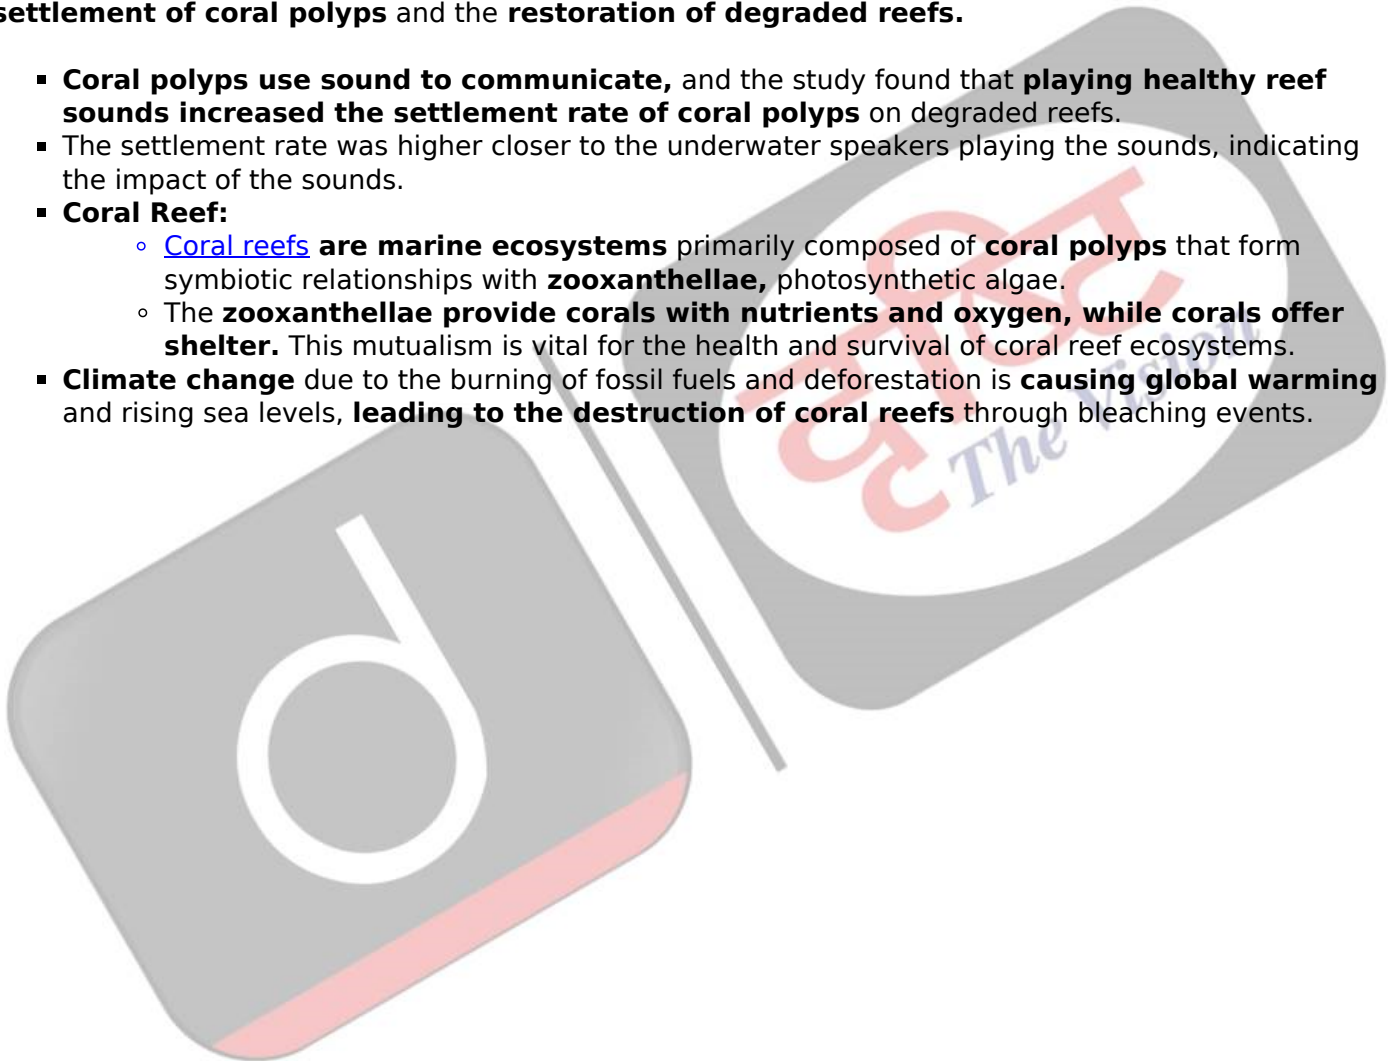 settlement of coral polyps and the restoration of degraded reefs.
Coral polyps use sound to communicate, and the study found that playing healthy reef
sounds increased the settlement rate of coral polyps on degraded reefs.
The settlement rate was higher closer to the underwater speakers playing the sounds, indicating
the impact of the sounds.
Coral Reef:
Coral reefs are marine ecosystems primarily composed of coral polyps that form
symbiotic relationships with zooxanthellae, photosynthetic algae.
The zooxanthellae provide corals with nutrients and oxygen, while corals offer
shelter. This mutualism is vital for the health and survival of coral reef ecosystems.
Climate change due to the burning of fossil fuels and deforestation is causing global warming
and rising sea levels, leading to the destruction of coral reefs through bleaching events.
दृष्टि
The Vision
d